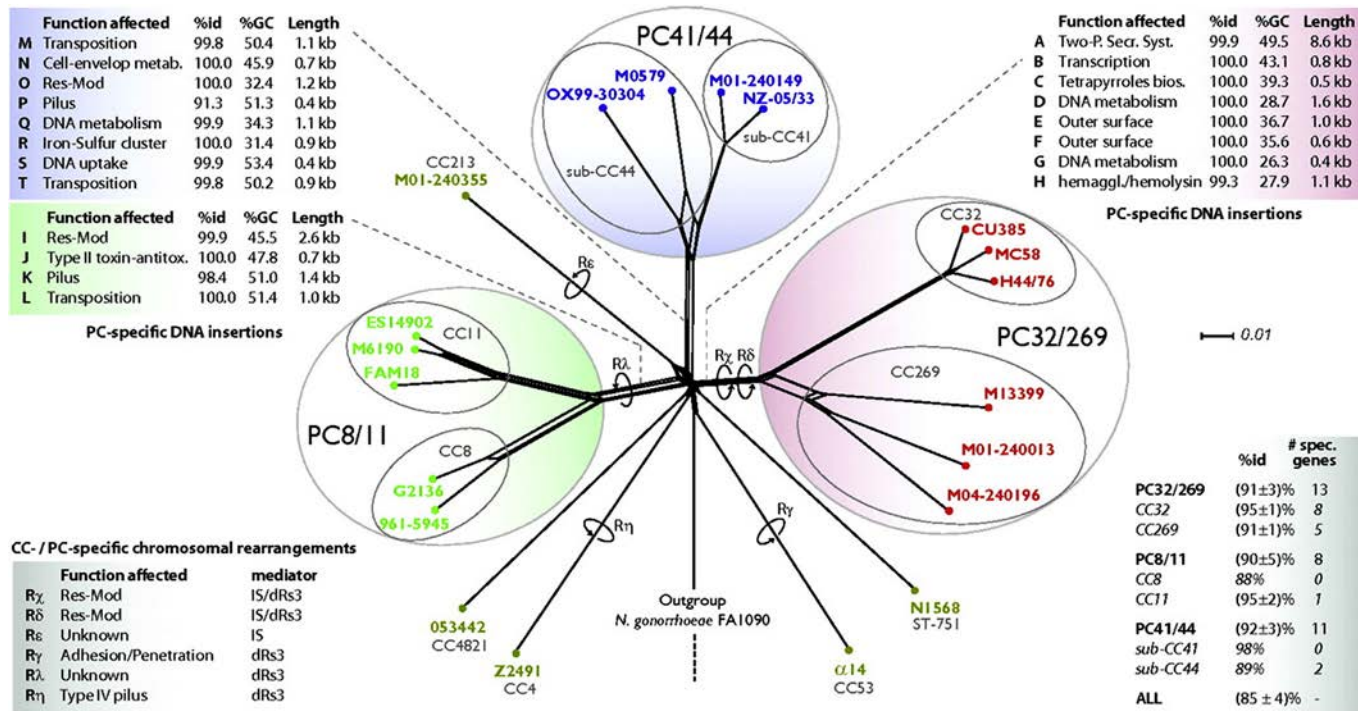 Function affected %id %GC Length
M Transposition 99.8 50.4 1.1 kb
N Cell-envelop metab. 100.0 45.9 0.7 kb
O Res-Mod 100.0 32.4 1.2 kb
P Pilus 91.3 51.3 0.4 kb
Q DNA metabolism 99.9 34.3 1.1 kb
R Iron-Sulfur cluster 100.0 31.4 0.9 kb
S DNA uptake 99.9 53.4 0.4 kb
T Transposition 99.8 50.2 0.9 kb
Function affected %id %GC Length
I Res-Mod 99.9 45.5 2.6 kb
J Type II toxin-antitox. 100.0 47.8 0.7 kb
K Pilus 98.4 51.0 1.4 kb
L Transposition 100.0 51.4 1.0 kb
PC-specific DNA insertions
PC41/44
M0579
OX99-30304
M01-240149
NZ-05/33
sub-CC41
sub-CC44
CC213
M01-240355
Function affected %id %GC Length
A Two-P. Secr. Syst. 99.9 49.5 8.6 kb
B Transcription 100.0 43.1 0.8 kb
C Tetapyrroles bios. 100.0 39.3 0.5 kb
D DNA metabolism 100.0 28.7 1.6 kb
E Outer surface 100.0 36.7 1.0 kb
F Outer surface 100.0 35.6 0.6 kb
G DNA metabolism 100.0 26.3 0.4 kb
H hemaggl./hemolysin 99.3 27.9 1.1 kb
PC-specific DNA insertions
CC32
CU385
MC58
H44/76
PC32/269
0.01
CC269
M13399
M01-240013
M04-240196
Rε
Rλ
Rχ Rδ
Rη
Rγ
ES14902
CC11
M6190
FAM18
PC8/11
CC8
G2136
961-5945
053442
CC4821
Z2491
CC4
Outgroup
N. gonorrhoeae FA1090
α14
CC53
N1568
ST-751
CC- / PC-specific chromosomal rearrangements
Function affected mediator
Rχ Res-Mod IS/dRs3
Rδ Res-Mod IS/dRs3
Rε Unknown IS
Rγ Adhesion/Penetration dRs3
Rλ Unknown dRs3
Rη Type IV pilus dRs3
%id # spec. genes
PC32/269 (91±3)% 13
CC32 (95±1)% 8
CC269 (91±1)% 5
PC8/11 (90±5)% 8
CC8 88% 0
CC11 (95±2)% 1
PC41/44 (92±3)% 11
sub-CC41 98% 0
sub-CC44 89% 2
ALL (85 ± 4)% -